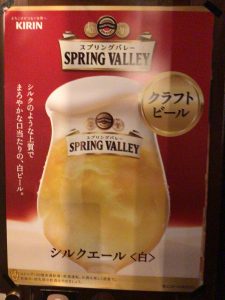 KIRIN
スプリングバレー
SPRING VALLEY
クラフト
ビール
シルクのような上質で
まろやかな口当たりの、白ビール。
スプリングバレー
SPRING VALLEY
シルクエール〈白〉